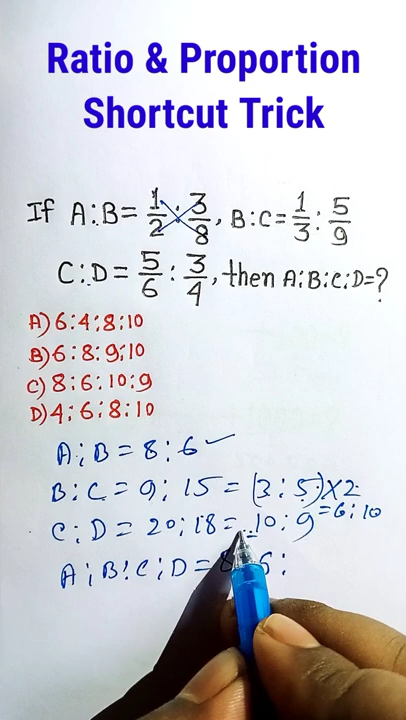 Ratio & Proportion
Shortcut Trick
If A:B= 1/2 : 3/8, B:C= 1/3 : 5/9
C:D = 5/6 : 3/4, then A:B:C:D=?
A) 6:4:8:10
B) 6:8:9:10
C) 8:6:10:9
D) 4:6:8:10
A:B = 8:6 ✓
B:C = 9:15 = (3:5)×2
=6:10
C:D = 20:18 = 10:9
A:B:C:D = 8:6: